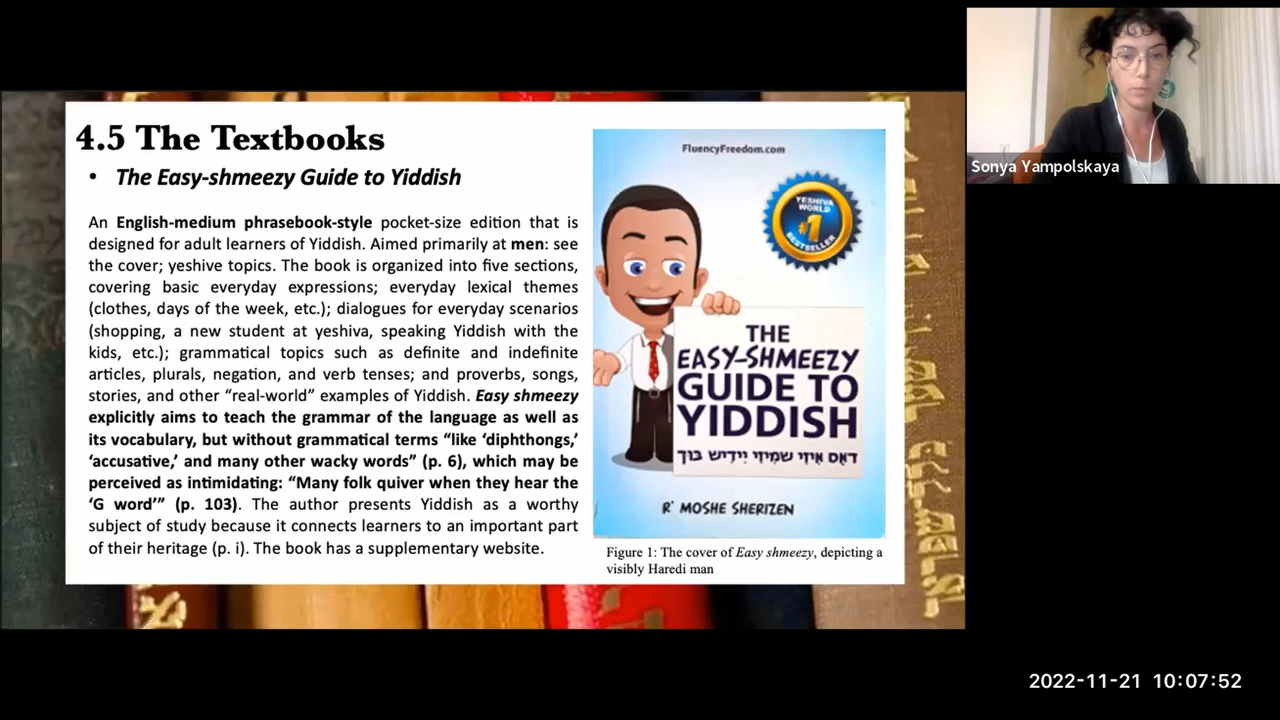 4.5 The Textbooks
• The Easy-shmeezy Guide to Yiddish
An English-medium phrasebook-style pocket-size edition that is
designed for adult learners of Yiddish. Aimed primarily at men: see
the cover; yeshive topics. The book is organized into five sections,
covering basic everyday expressions; everyday lexical themes
(clothes, days of the week, etc.); dialogues for everyday scenarios
(shopping, a new student at yeshiva, speaking Yiddish with the
kids, etc.); grammatical topics such as definite and indefinite
articles, plurals, negation, and verb tenses; and proverbs, songs,
stories, and other “real-world” examples of Yiddish. Easy shmeezy
explicitly aims to teach the grammar of the language as well as
its vocabulary, but without grammatical terms “like ‘diphthongs,’
‘accusative,’ and many other wacky words” (p. 6), which may be
perceived as intimidating: “Many folk quiver when they hear the
‘G word’” (p. 103). The author presents Yiddish as a worthy
subject of study because it connects learners to an important part
of their heritage (p. i). The book has a supplementary website.
FluencyFreedom.com
YESHIVA
WORLD
#1
BESTSELLER
THE
EASY-SHMEEZY
GUIDE TO
YIDDISH
דאָס איזי שמיזי יידיש בוך
R' MOSHE SHERIZEN
Figure 1: The cover of Easy shmeezy, depicting a
visibly Haredi man
Sonya Yampolskaya
2022-11-21 10:07:52